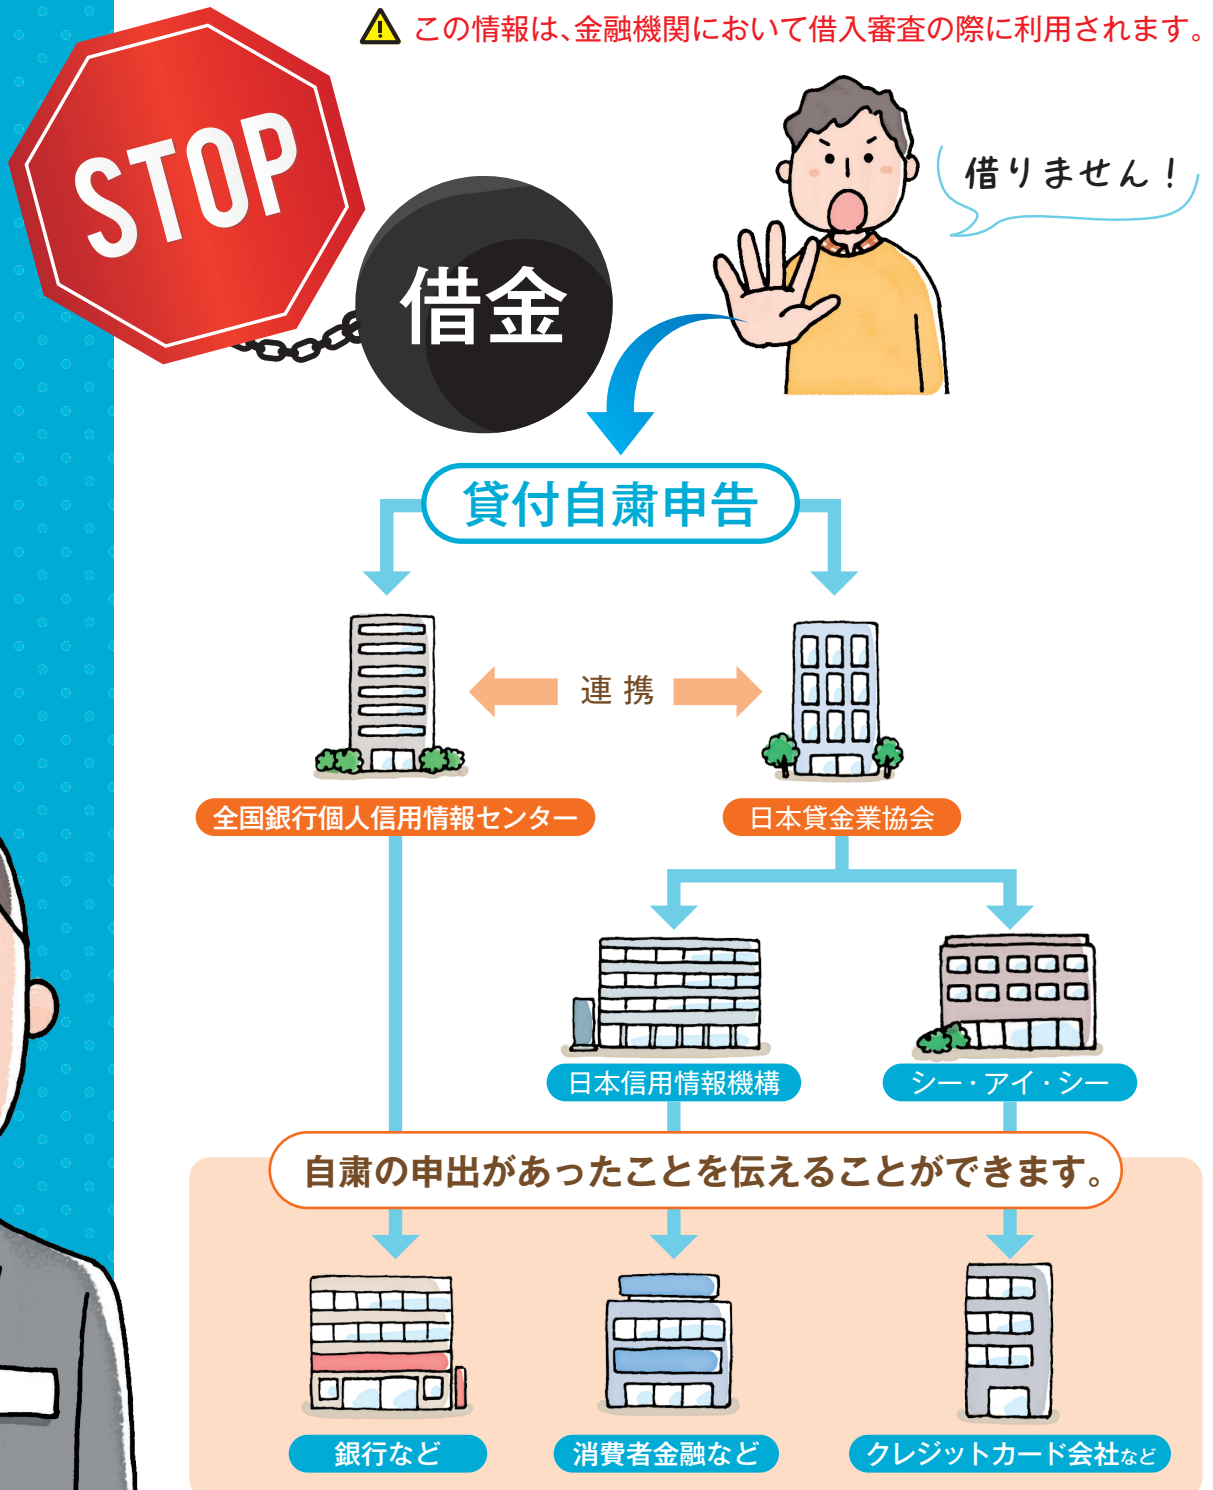 この情報は、金融機関において借入審査の際に利用されます。
STOP
借りません!
借金
貸付自粛申告
連携
全国銀行個人信用情報センター
日本貸金業協会
日本信用情報機構
シー・アイ・シー
自粛の申出があったことを伝えることができます。
銀行など
消費者金融など
クレジットカード会社など